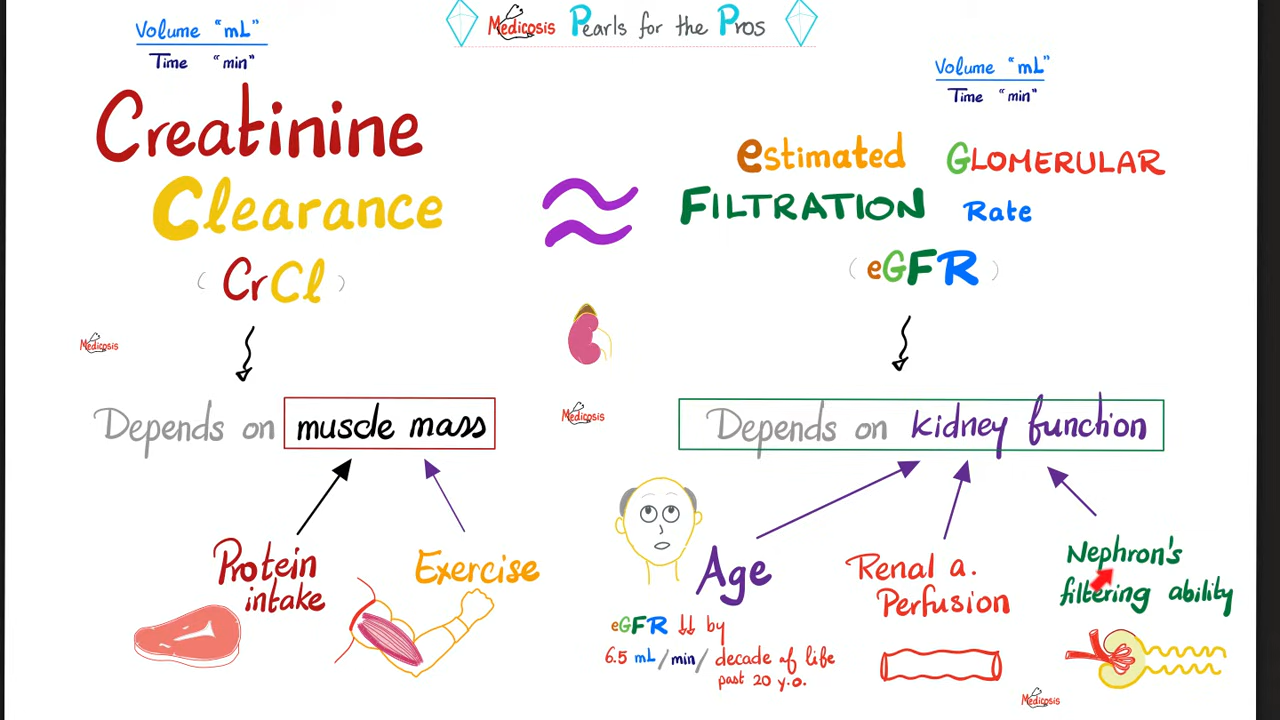 Medicosis Pearls for the Pros
Volume "mL"
Time "min"
Creatinine
Clearance
(CrCl)
Depends on muscle mass
Protein
intake
Exercise
≈
Volume "mL"
Time "min"
estimated GLOMERULAR
FILTRATION Rate
(eGFR)
Depends on kidney function
Age
eGFR ↓↓ by
6.5 mL/min/decade of life
past 20 y.o.
Renal a.
Perfusion
Nephron's
filtering ability
Medicosis
Medicosis
Medicosis